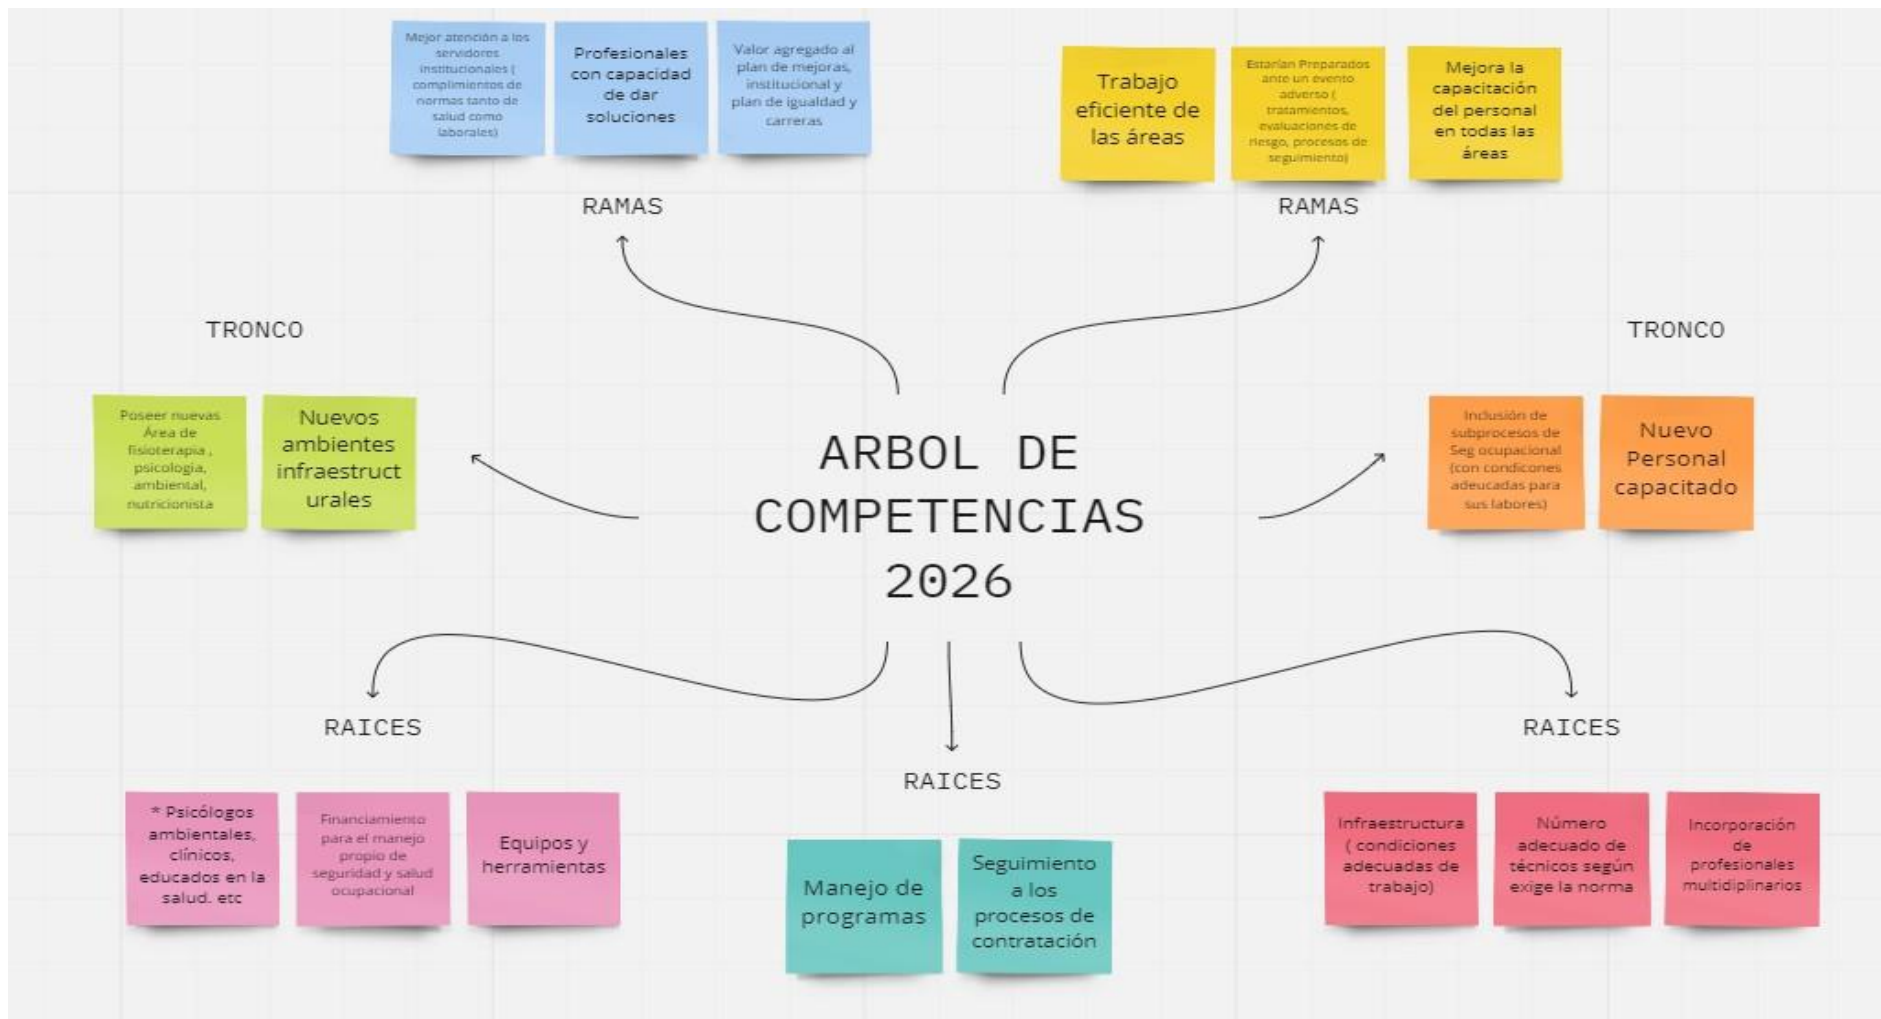 Mejor atención a los
servidores
institucionales (
complimientos de
normas tanto de
salud como
laborales)
Profesionales
con capacidad
de dar
soluciones
Valor agregado al
plan de mejoras,
institucional y
plan de igualdad y
carreras
RAMAS
Trabajo
eficiente de
las áreas
Estarían Preparados
ante un evento
adverso (
tratamientos,
evaluaciones de
riesgo, procesos de
seguimiento)
Mejora la
capacitación
del personal
en todas las
áreas
RAMAS
TRONCO
Poseer nuevas
Área de
fisioterapia ,
psicologia,
ambiental,
nutricionista
Nuevos
ambientes
infraestruct
urales
ARBOL DE
COMPETENCIAS
2026
TRONCO
Inclusión de
subprocesos de
Seg ocupacional
(con condicones
adeucadas para
sus labores)
Nuevo
Personal
capacitado
RAICES
* Psicólogos
ambientales,
clínicos,
educados en la
salud. etc
Financiamiento
para el manejo
propio de
seguridad y salud
ocupacional
Equipos y
herramientas
RAICES
Manejo de
programas
Seguimiento
a los
procesos de
contratación
RAICES
Infraestructura
( condiciones
adecuadas de
trabajo)
Número
adecuado de
técnicos según
exige la norma
Incorporación
de
profesionales
multidiplinarios